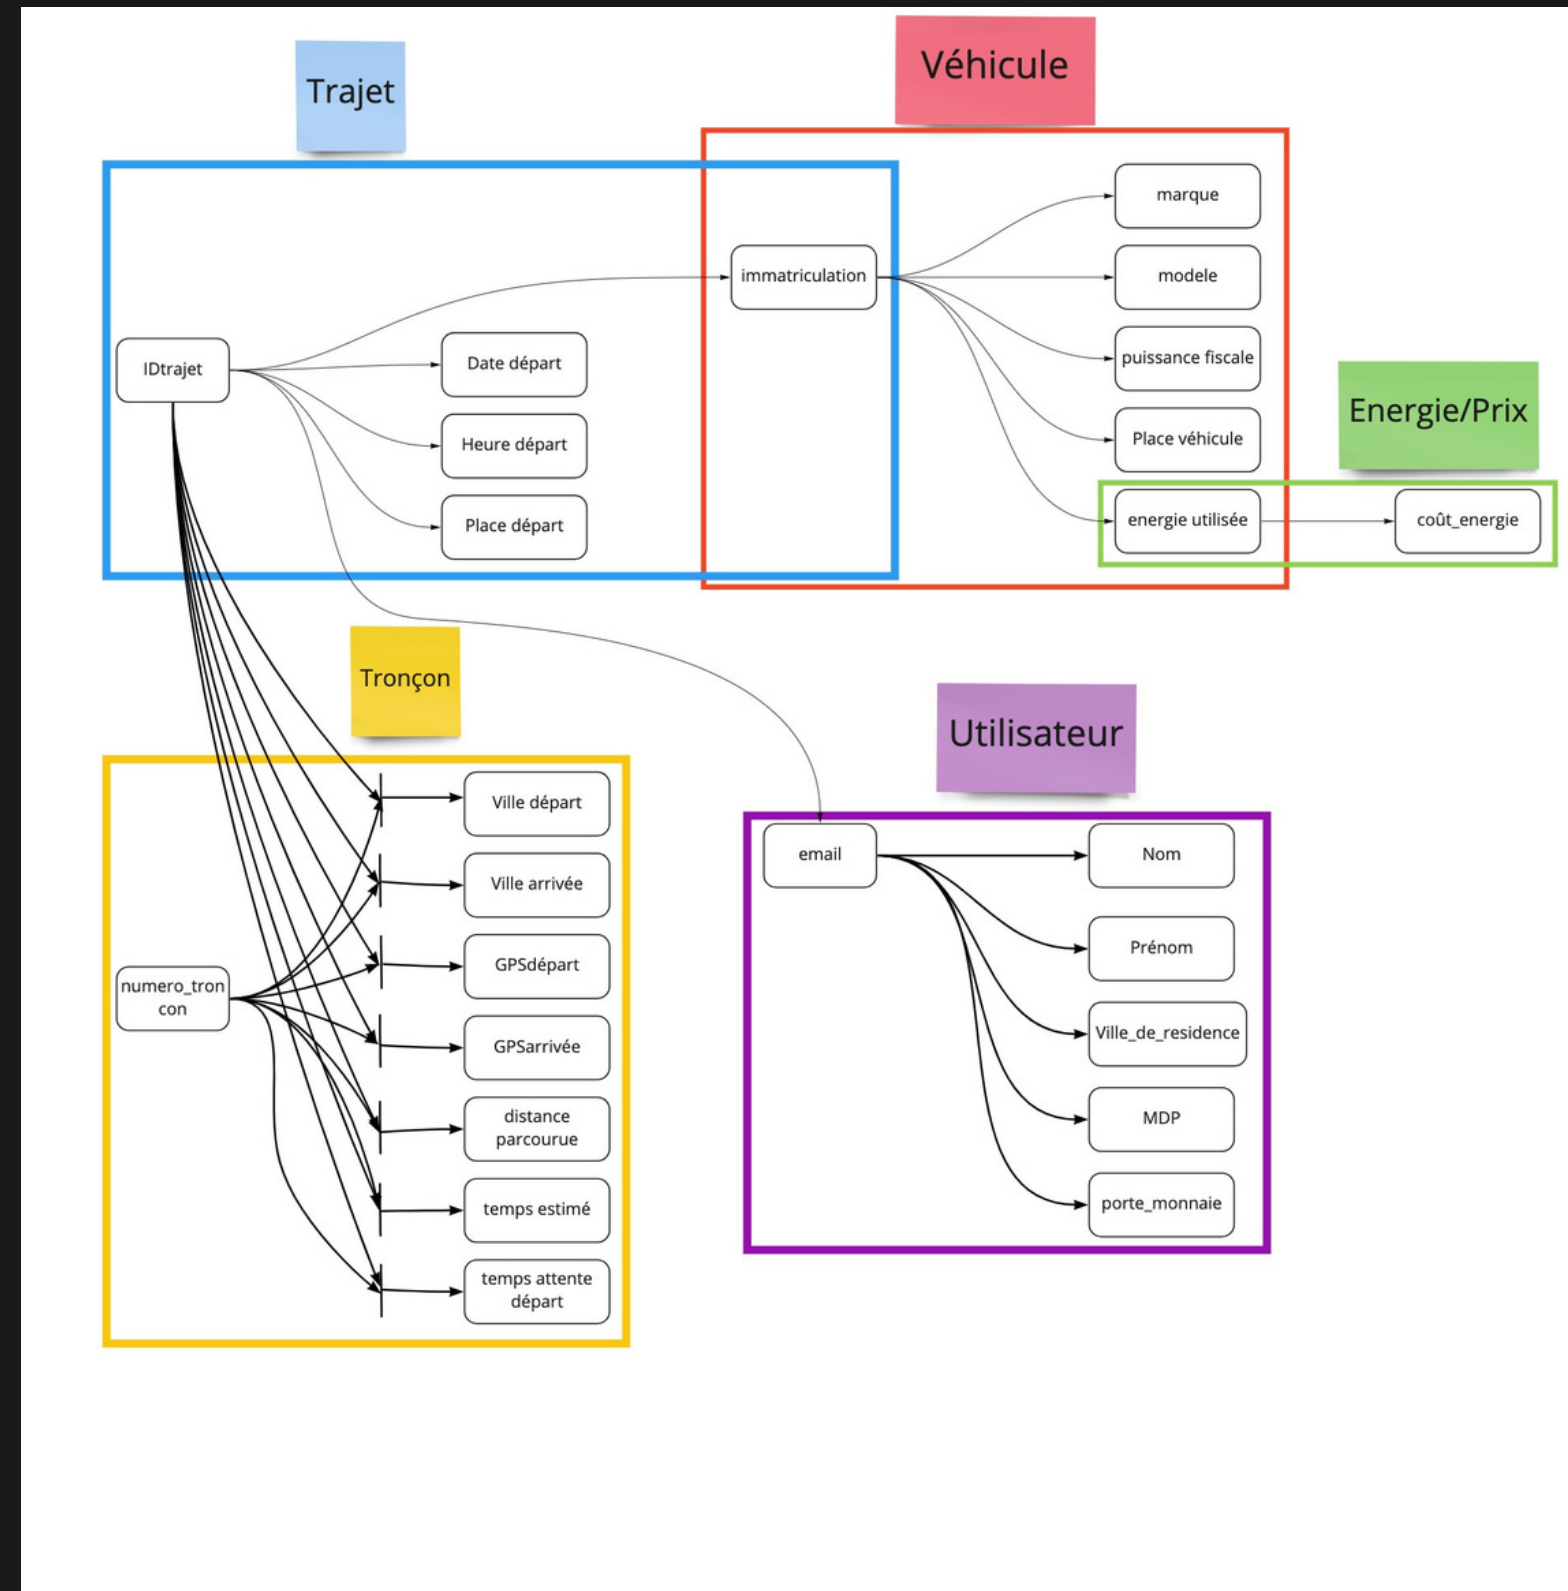 Trajet
Véhicule
marque
immatriculation
modele
puissance fiscale
IDtrajet
Date départ
Energie/Prix
Heure départ
Place véhicule
Place départ
energie utilisée
coût_energie
Tronçon
Utilisateur
Ville départ
email
Nom
Ville arrivée
Prénom
GPSdépart
numero_tron
con
Ville_de_residence
GPSarrivée
distance
parcourue
MDP
temps estimé
porte_monnaie
temps attente
départ